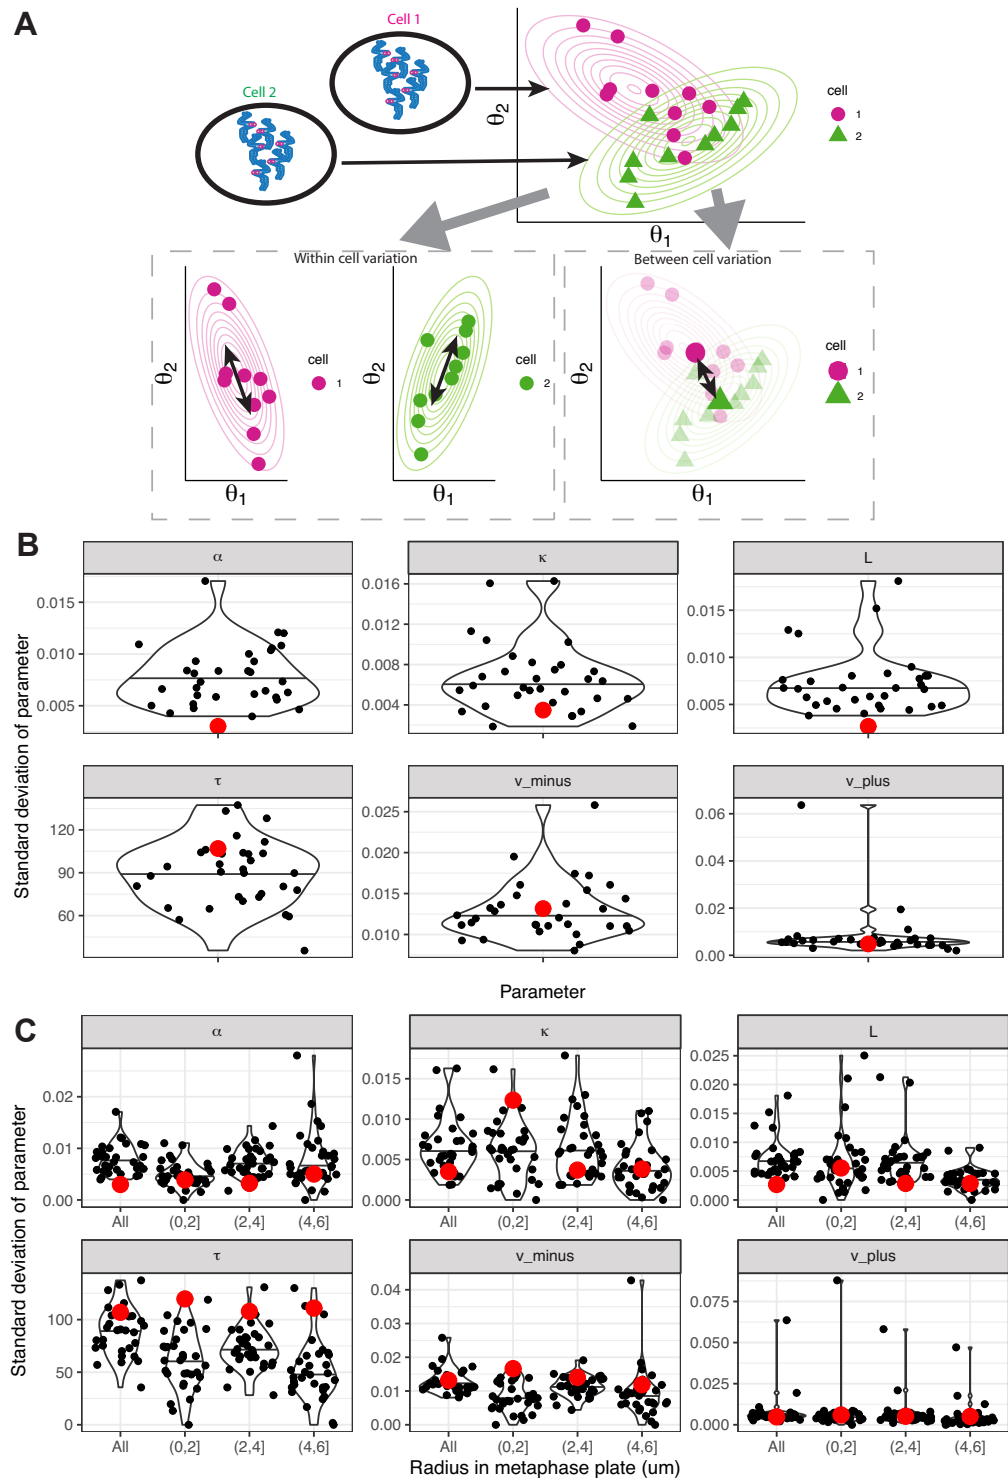 A
Cell 1
Cell 2
θ2
θ1
cell
1
2
Within cell variation
Between cell variation
θ2
θ1
cell
1
θ2
θ1
cell
2
θ2
θ1
cell
1
2
B
Standard deviation of parameter
α
0.015
0.010
0.005
κ
0.016
0.012
0.008
0.004
L
0.015
0.010
0.005
τ
120
90
60
v_minus
0.025
0.020
0.015
0.010
v_plus
0.06
0.04
0.02
0.00
Parameter
C
Standard deviation of parameter
α
0.02
0.01
0.00
All (0,2] (2,4] (4,6]
κ
0.015
0.010
0.005
0.000
All (0,2] (2,4] (4,6]
L
0.025
0.020
0.015
0.010
0.005
0.000
All (0,2] (2,4] (4,6]
Standard deviation of parameter
τ
100
50
0
All (0,2] (2,4] (4,6]
v_minus
0.04
0.03
0.02
0.01
0.00
All (0,2] (2,4] (4,6]
v_plus
0.075
0.050
0.025
0.000
All (0,2] (2,4] (4,6]
Radius in metaphase plate (um)